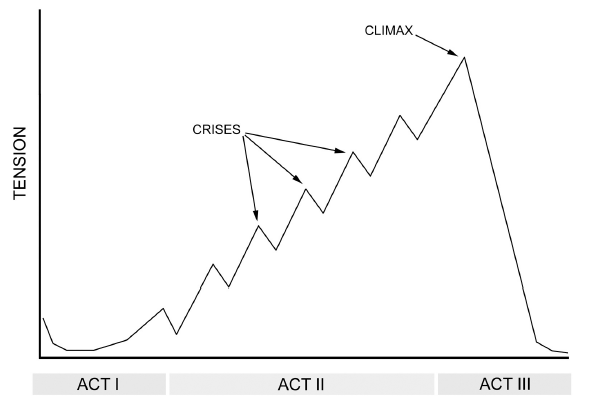 CLIMAX
CRISES
TENSION
ACT I
ACT II
ACT III